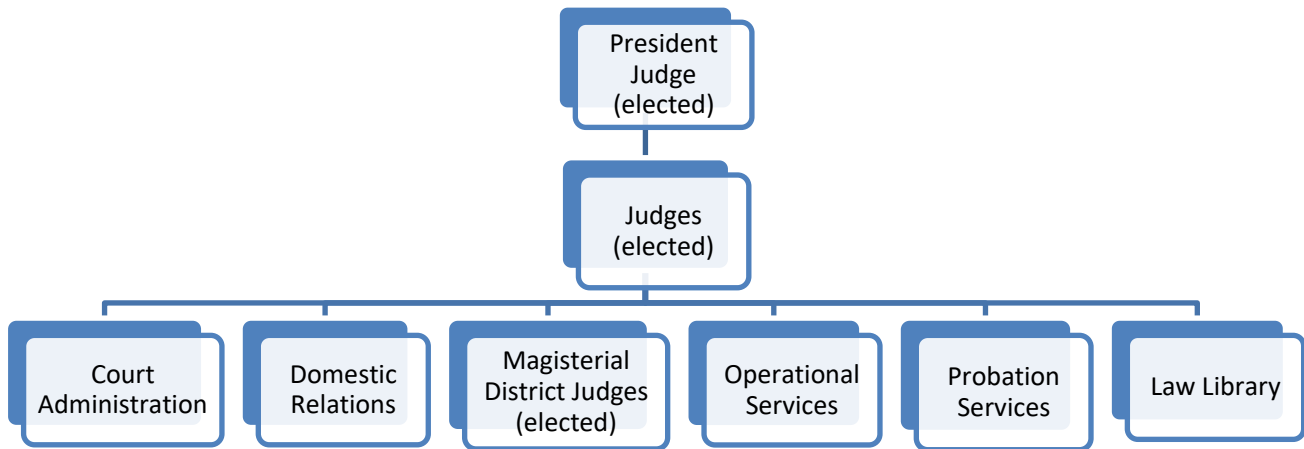 President
Judge
(elected)
Judges
(elected)
Court
Administration
Domestic
Relations
Magisterial
District Judges
(elected)
Operational
Services
Probation
Services
Law Library